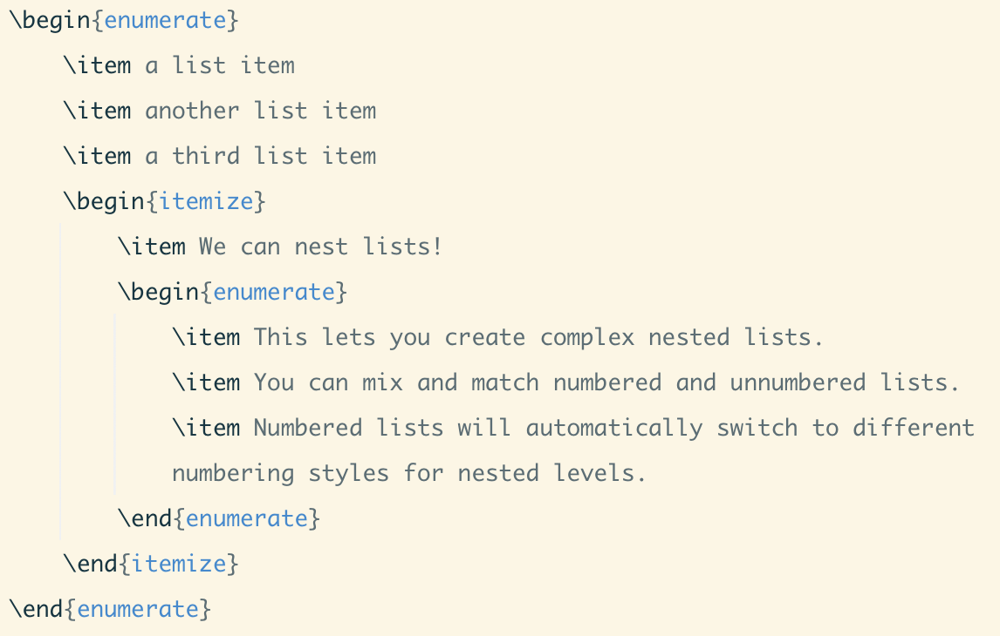 \begin{enumerate}
    \item a list item
    \item another list item
    \item a third list item
    \begin{itemize}
        \item We can nest lists!
        \begin{enumerate}
            \item This lets you create complex nested lists.
            \item You can mix and match numbered and unnumbered lists.
            \item Numbered lists will automatically switch to different
            numbering styles for nested levels.
        \end{enumerate}
    \end{itemize}
\end{enumerate}